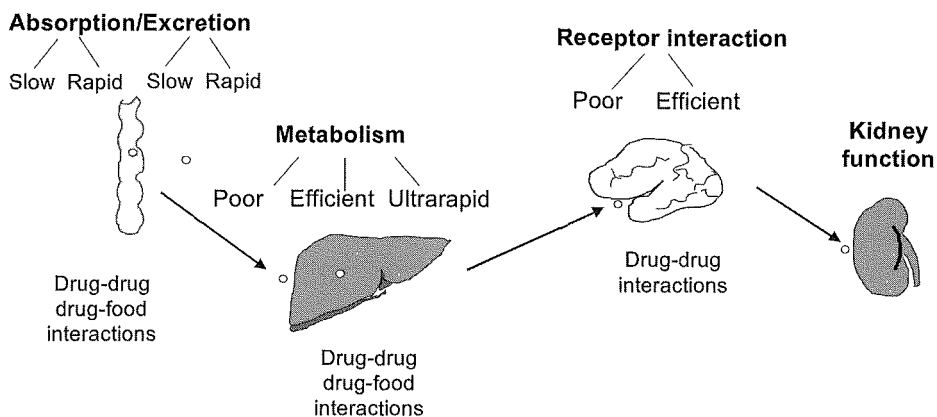 Absorption/Excretion
Slow Rapid Slow Rapid
Drug-drug
drug-food
interactions
Metabolism
Poor Efficient Ultrarapid
Drug-drug
drug-food
interactions
Receptor interaction
Poor Efficient
Drug-drug
interactions
Kidney
function